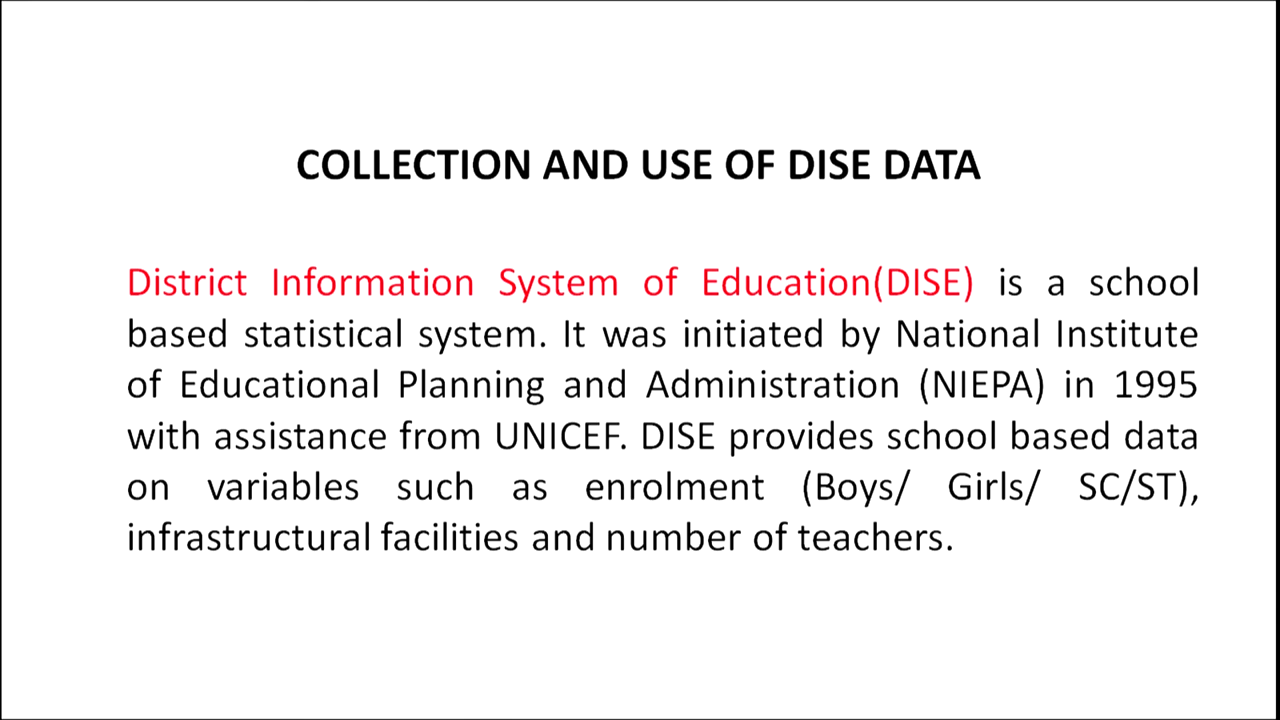 COLLECTION AND USE OF DISE DATA
District Information System of Education(DISE) is a school
based statistical system. It was initiated by National Institute
of Educational Planning and Administration (NIEPA) in 1995
with assistance from UNICEF. DISE provides school based data
on variables such as enrolment (Boys/ Girls/ SC/ST),
infrastructural facilities and number of teachers.